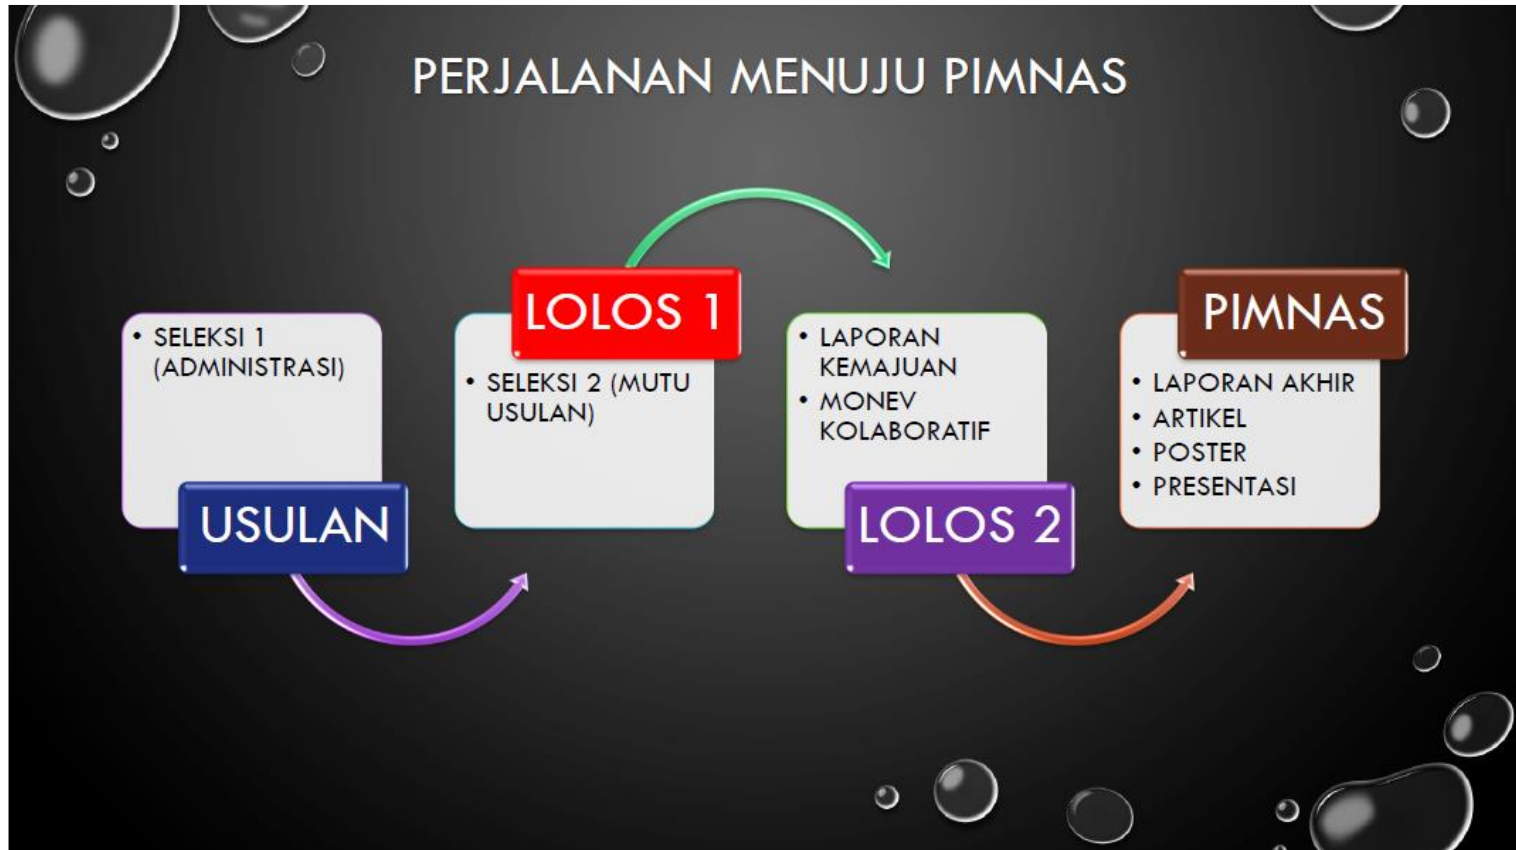 PERJALANAN MENUJU PIMNAS
• SELEKSI 1
(ADMINISTRASI)
USULAN
LOLOS 1
• SELEKSI 2 (MUTU
USULAN)
• LAPORAN
KEMAJUAN
• MONEV
KOLABORATIF
LOLOS 2
PIMNAS
• LAPORAN AKHIR
• ARTIKEL
• POSTER
• PRESENTASI